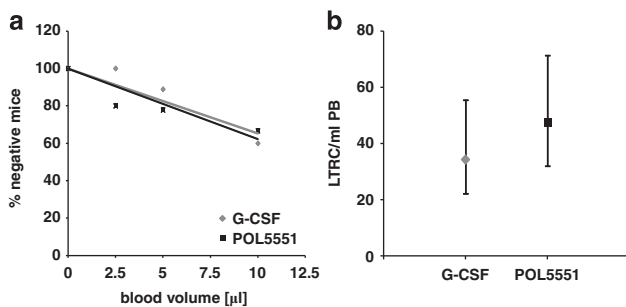 a
120
100
80
60
40
20
0
% negative mice
G-CSF
POL5551
0 2.5 5 7.5 10 12.5
blood volume [µl]
b
80
60
40
20
0
LTRC/ml PB
G-CSF POL5551